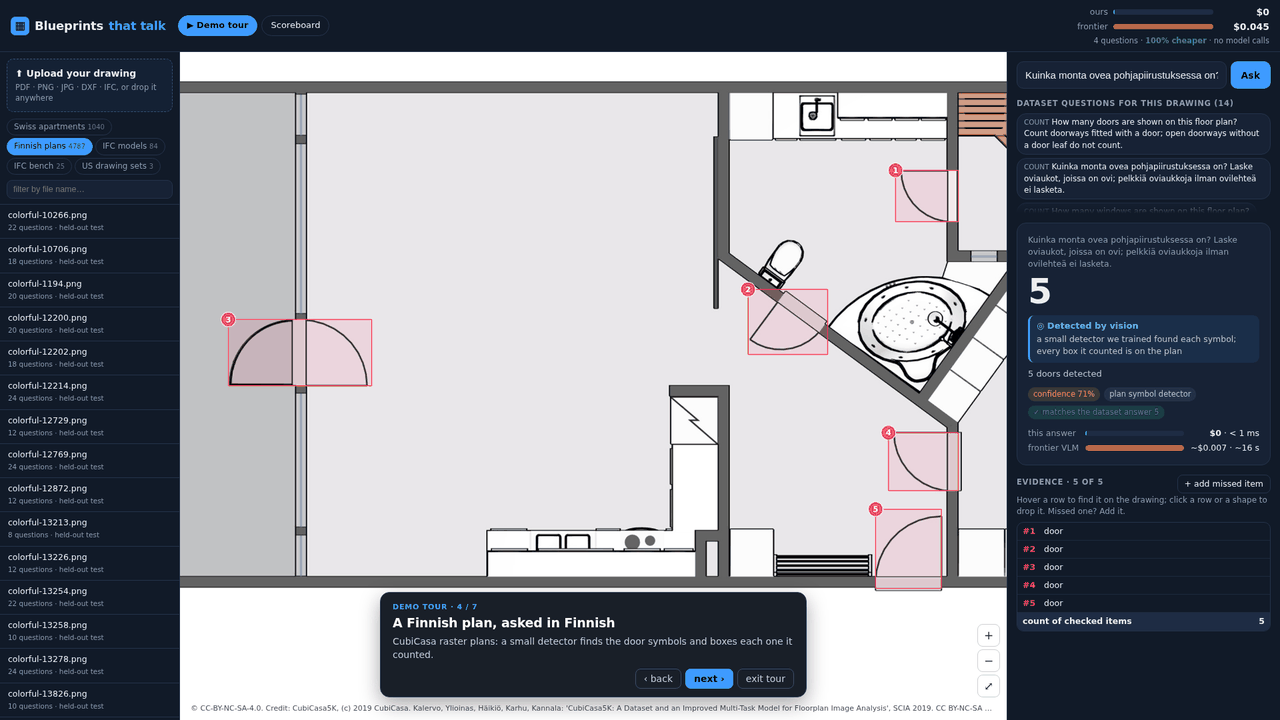 Blueprints that talk
▶ Demo tour
Scoreboard
ours $0
frontier $0.045
4 questions · 100% cheaper · no model calls
⬆ Upload your drawing
PDF · PNG · JPG · DXF · IFC, or drop it
anywhere
Swiss apartments 1040
Finnish plans 4787
IFC models 84
IFC bench 25
US drawing sets 3
filter by file name…
colorful-10266.png
22 questions · held-out test
colorful-10706.png
18 questions · held-out test
colorful-1194.png
20 questions · held-out test
colorful-12200.png
20 questions · held-out test
colorful-12202.png
18 questions · held-out test
colorful-12214.png
24 questions · held-out test
colorful-12729.png
12 questions · held-out test
colorful-12769.png
24 questions · held-out test
colorful-12872.png
12 questions · held-out test
colorful-13213.png
8 questions · held-out test
colorful-13226.png
12 questions · held-out test
colorful-13254.png
22 questions · held-out test
colorful-13258.png
10 questions · held-out test
colorful-13278.png
24 questions · held-out test
colorful-13826.png
10 questions · held-out test
1
2
3
4
5
DEMO TOUR · 4 / 7
A Finnish plan, asked in Finnish
CubiCasa raster plans: a small detector finds the door symbols and boxes each one it
counted.
‹ back
next ›
exit tour
+
−
⤢
© CC-BY-NC-SA-4.0. Credit: CubiCasa5K, (c) 2019 CubiCasa. Kalervo, Ylioinas, Häikiö, Karhu, Kannala: 'CubiCasa5K: A Dataset and an Improved Multi-Task Model for Floorplan Image Analysis', SCIA 2019. CC BY-NC-SA …
Kuinka monta ovea pohjapiirustuksessa on?
Ask
DATASET QUESTIONS FOR THIS DRAWING (14)
COUNT How many doors are shown on this floor plan?
Count doorways fitted with a door; open doorways without
a door leaf do not count.
COUNT Kuinka monta ovea pohjapiirustuksessa on? Laske
oviaukot, joissa on ovi; pelkkiä oviaukkoja ilman ovilehteä
ei lasketa.
COUNT How many windows are shown on this floor plan?
Kuinka monta ovea pohjapiirustuksessa on? Laske
oviaukot, joissa on ovi; pelkkiä oviaukkoja ilman
ovilehteä ei lasketa.
5
◎ Detected by vision
a small detector we trained found each symbol;
every box it counted is on the plan
5 doors detected
confidence 71%
plan symbol detector
✓ matches the dataset answer 5
this answer $0 · < 1 ms
frontier VLM ~$0.007 · ~16 s
EVIDENCE · 5 OF 5
+ add missed item
Hover a row to find it on the drawing; click a row or a shape to
drop it. Missed one? Add it.
#1 door
#2 door
#3 door
#4 door
#5 door
count of checked items 5